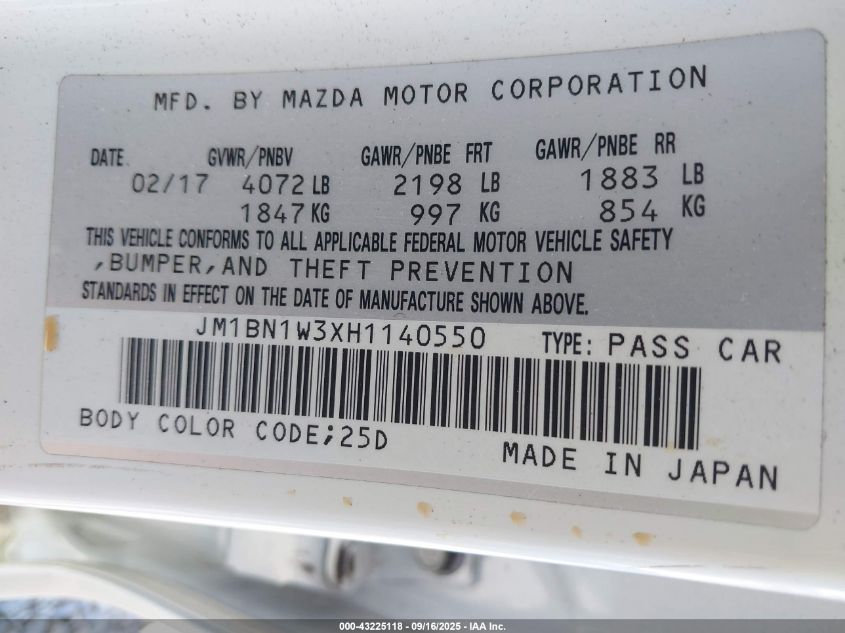 MFD. BY MAZDA MOTOR CORPORATION
DATE GVWR/PNBV GAWR/PNBE FRT GAWR/PNBE RR
02/17 4072 LB 2198 LB 1883 LB
1847 KG 997 KG 854 KG
THIS VEHICLE CONFORMS TO ALL APPLICABLE FEDERAL MOTOR VEHICLE SAFETY
,BUMPER,AND THEFT PREVENTION
STANDARDS IN EFFECT ON THE DATE OF MANUFACTURE SHOWN ABOVE.
JM1BN1W3XH1140550 TYPE: PASS CAR
BODY COLOR CODE;25D
MADE IN JAPAN
000-43225118 - 09/16/2025 - IAA Inc.